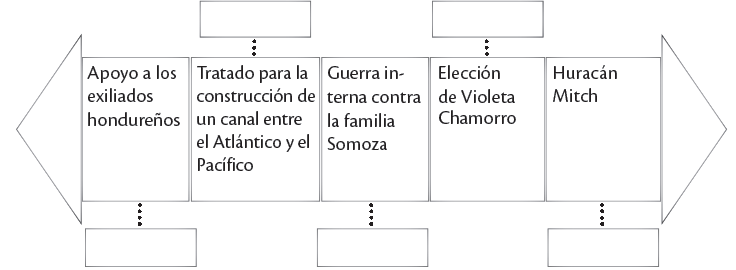 Apoyo a los
exiliados
hondureños
Tratado para la
construcción de
un canal entre
el Atlántico y el
Pacífico
Guerra in-
terna contra
la familia
Somoza
Elección
de Violeta
Chamorro
Huracán
Mitch